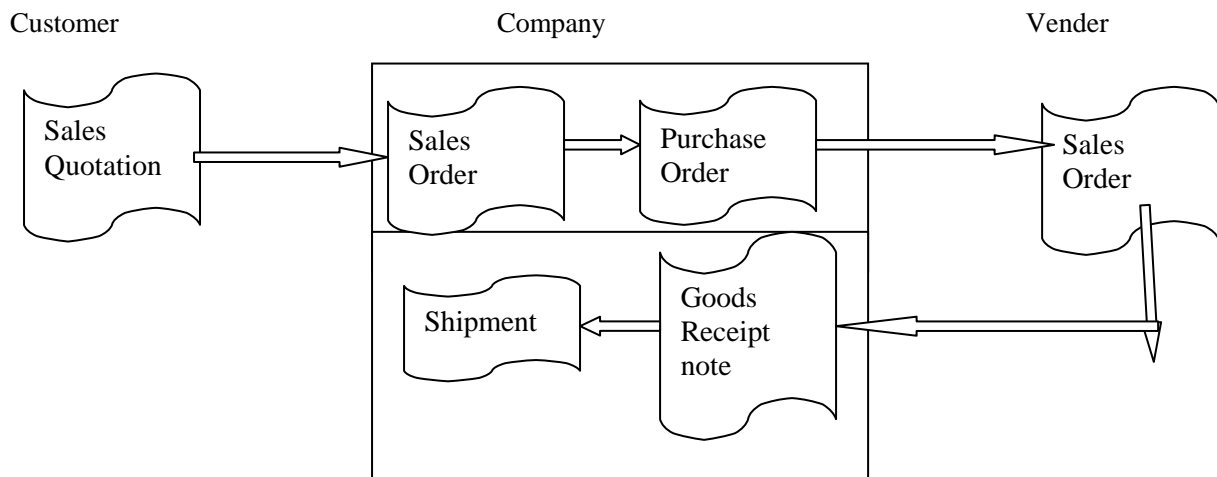 Customer
Company
Vender
Sales
Quotation
Sales
Order
Purchase
Order
Sales
Order
Shipment
Goods
Receipt
note